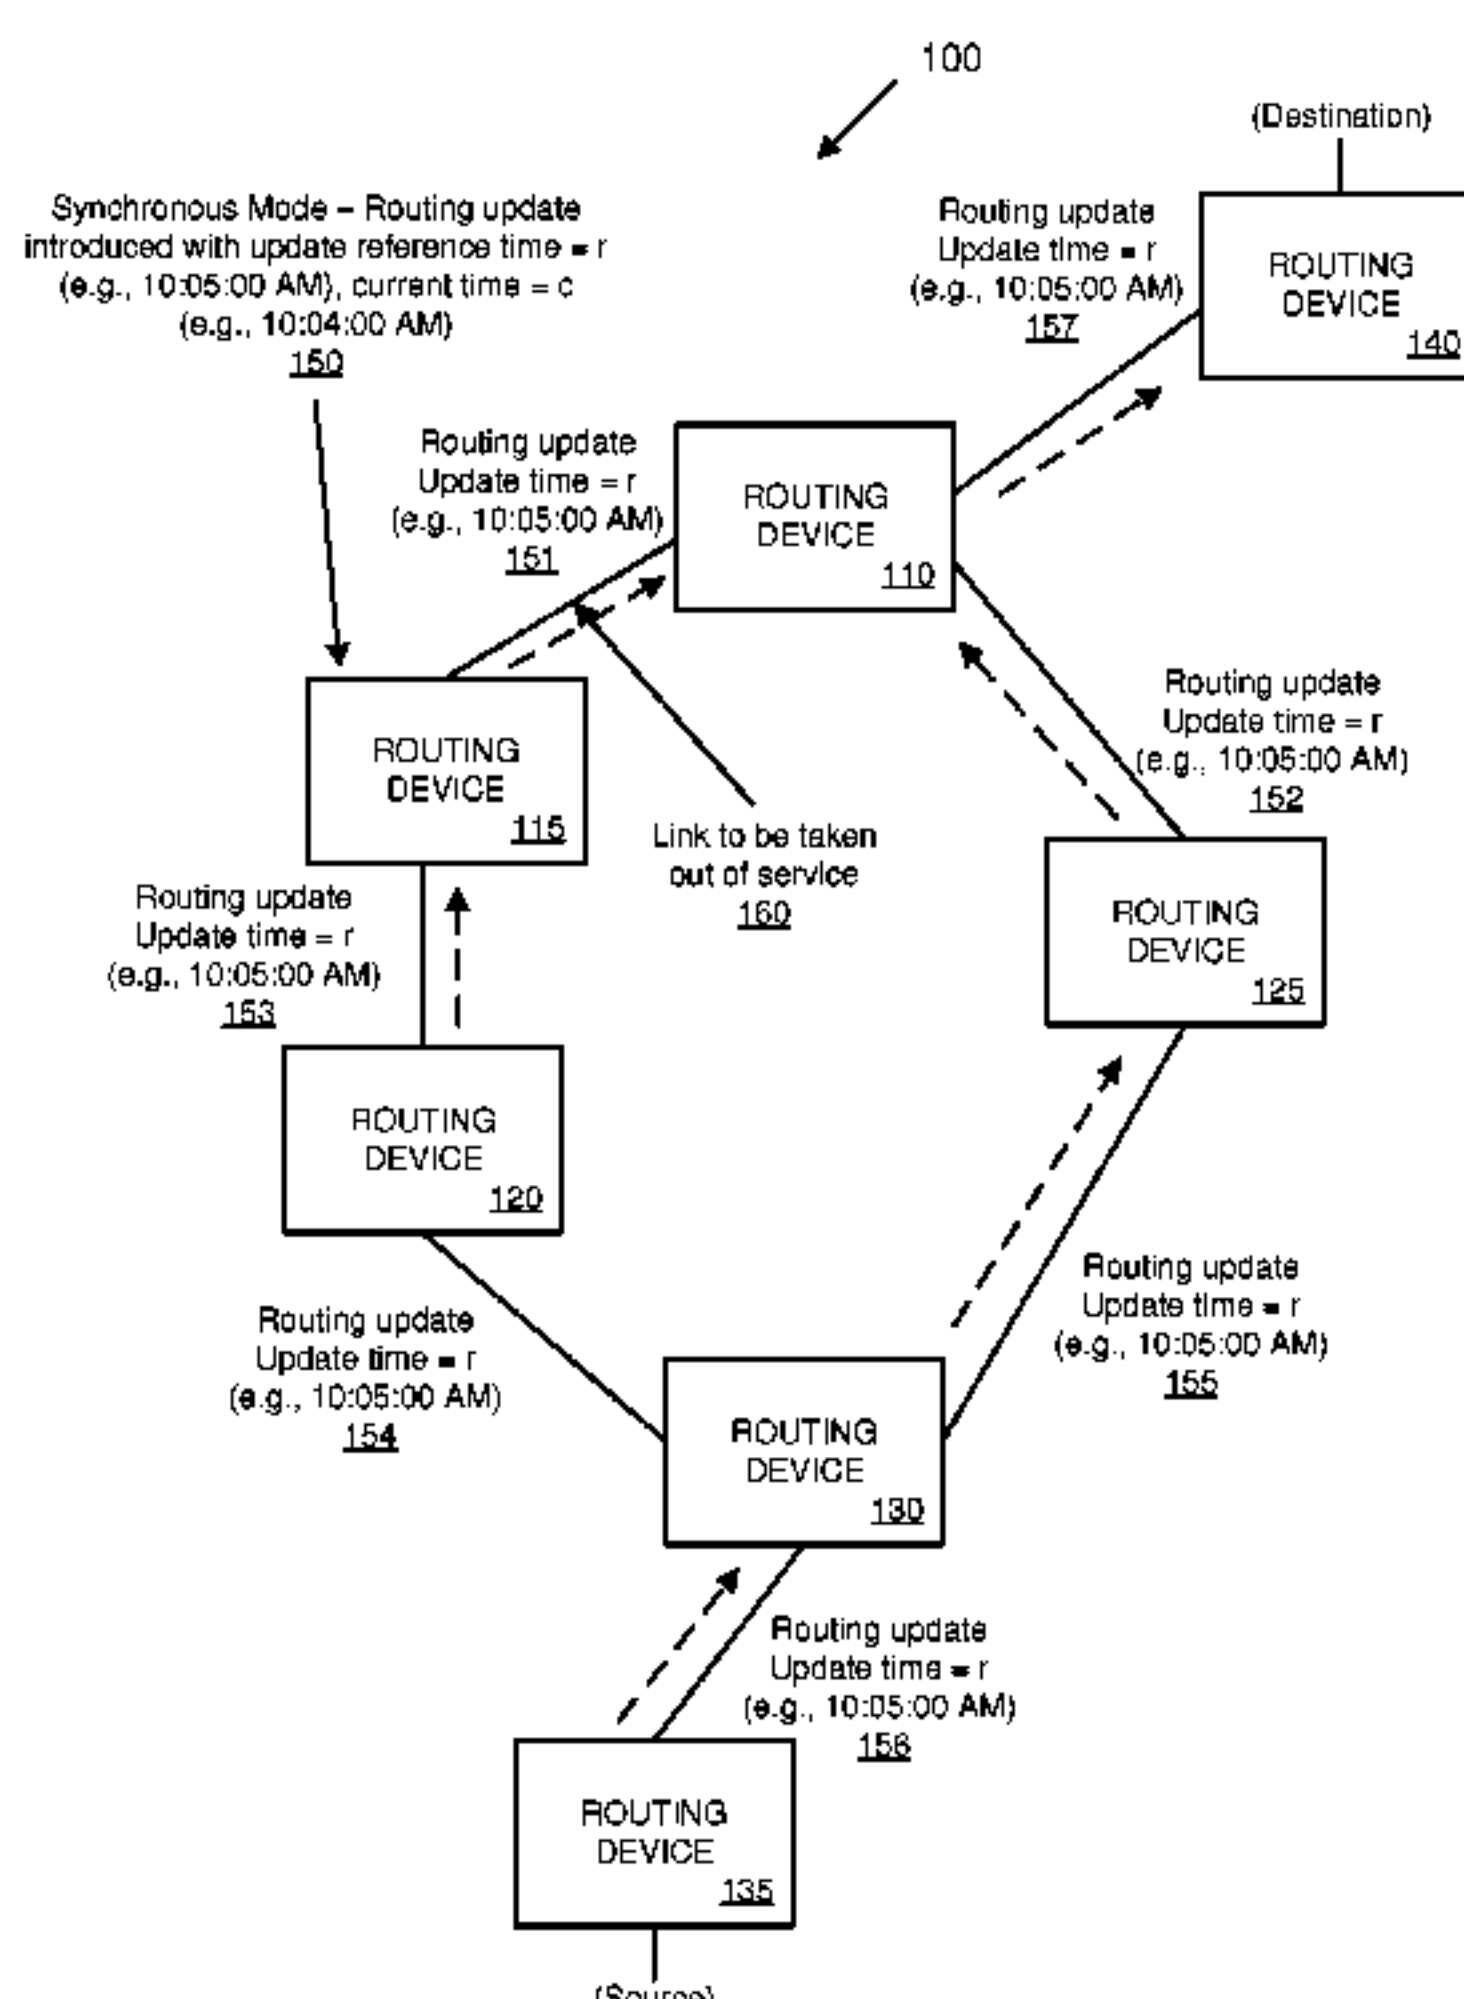 100
(Destination)
Synchronous Mode – Routing update
introduced with update reference time = r
(e.g., 10:05:00 AM), current time = c
(e.g., 10:04:00 AM)
150
Routing update
Update time = r
(e.g., 10:05:00 AM)
157
ROUTING
DEVICE
140
Routing update
Update time = r
(e.g., 10:05:00 AM)
151
ROUTING
DEVICE
110
Routing update
Update time = r
(e.g., 10:05:00 AM)
152
ROUTING
DEVICE
115
Link to be taken
out of service
160
ROUTING
DEVICE
125
Routing update
Update time = r
(e.g., 10:05:00 AM)
153
ROUTING
DEVICE
120
Routing update
Update time = r
(e.g., 10:05:00 AM)
155
Routing update
Update time = r
(e.g., 10:05:00 AM)
154
ROUTING
DEVICE
130
Routing update
Update time = r
(e.g., 10:05:00 AM)
156
ROUTING
DEVICE
135
(Source)